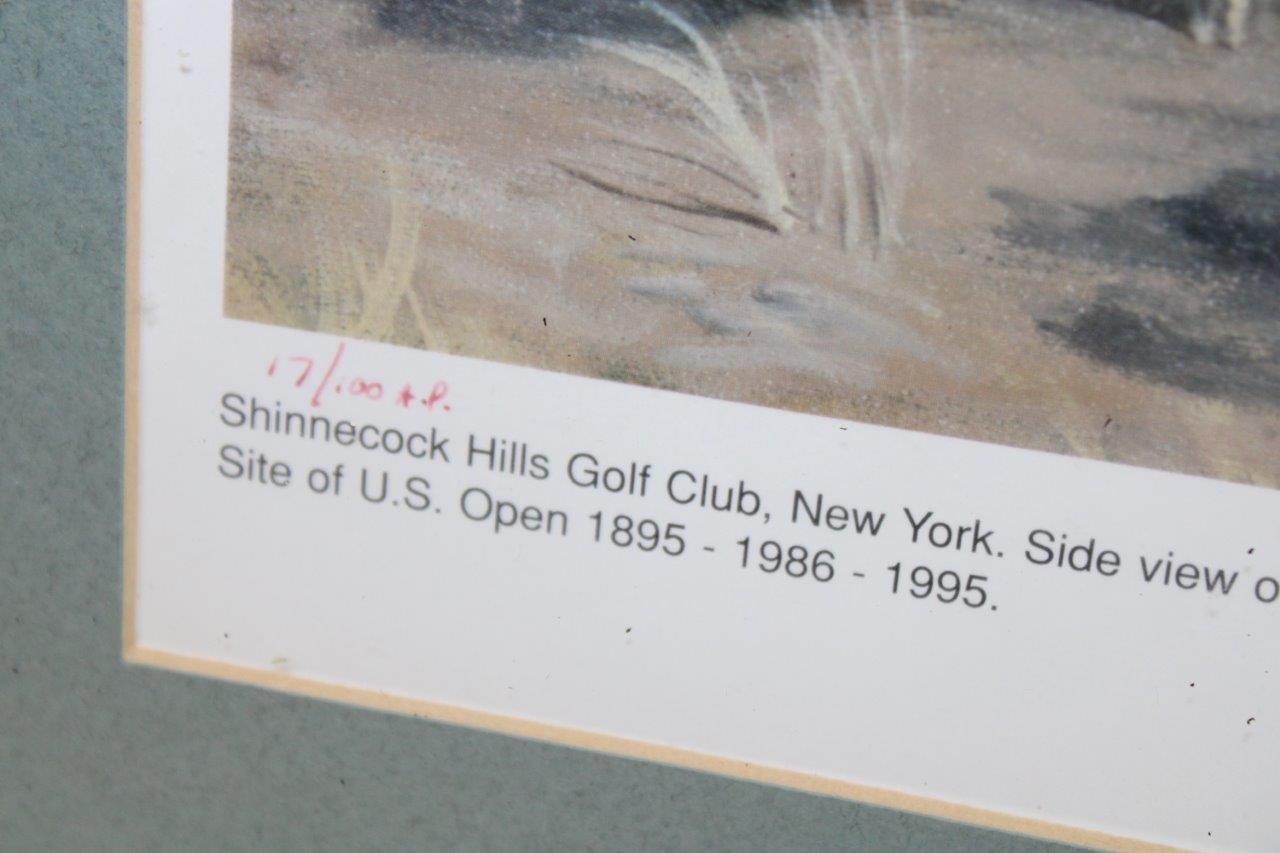 17/100 A.P.
Shinnecock Hills Golf Club, New York. Side view o
Site of U.S. Open 1895 - 1986 - 1995.